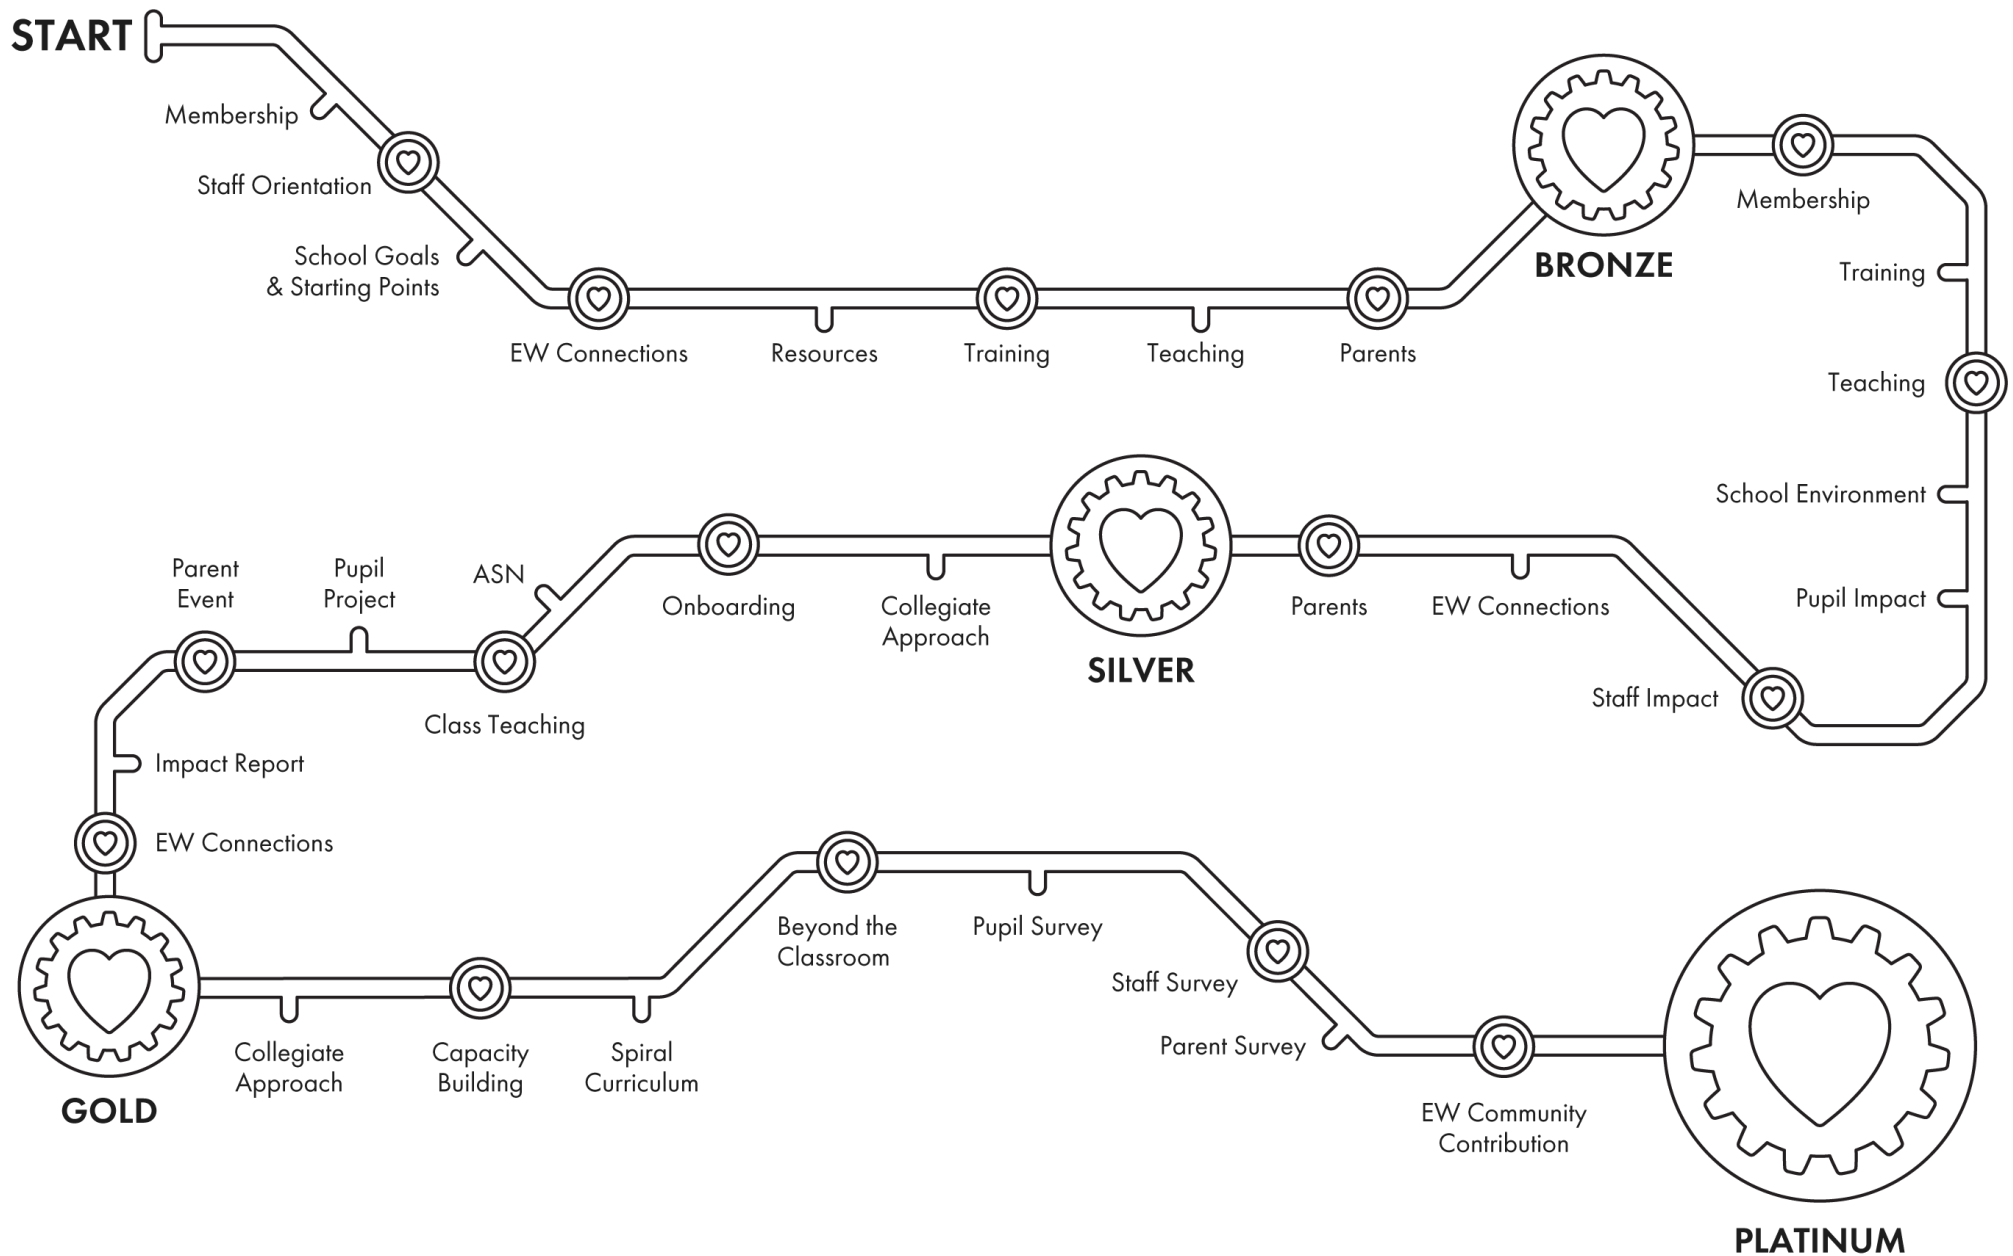 START
Membership
Staff Orientation
School Goals
& Starting Points
EW Connections
Resources
Training
Teaching
Parents
BRONZE
Membership
Training
Teaching
School Environment
Pupil Impact
Staff Impact
EW Connections
Parents
SILVER
Collegiate
Approach
Onboarding
ASN
Class Teaching
Pupil
Project
Parent
Event
Impact Report
EW Connections
GOLD
Collegiate
Approach
Capacity
Building
Spiral
Curriculum
Beyond the
Classroom
Pupil Survey
Staff Survey
Parent Survey
EW Community
Contribution
PLATINUM